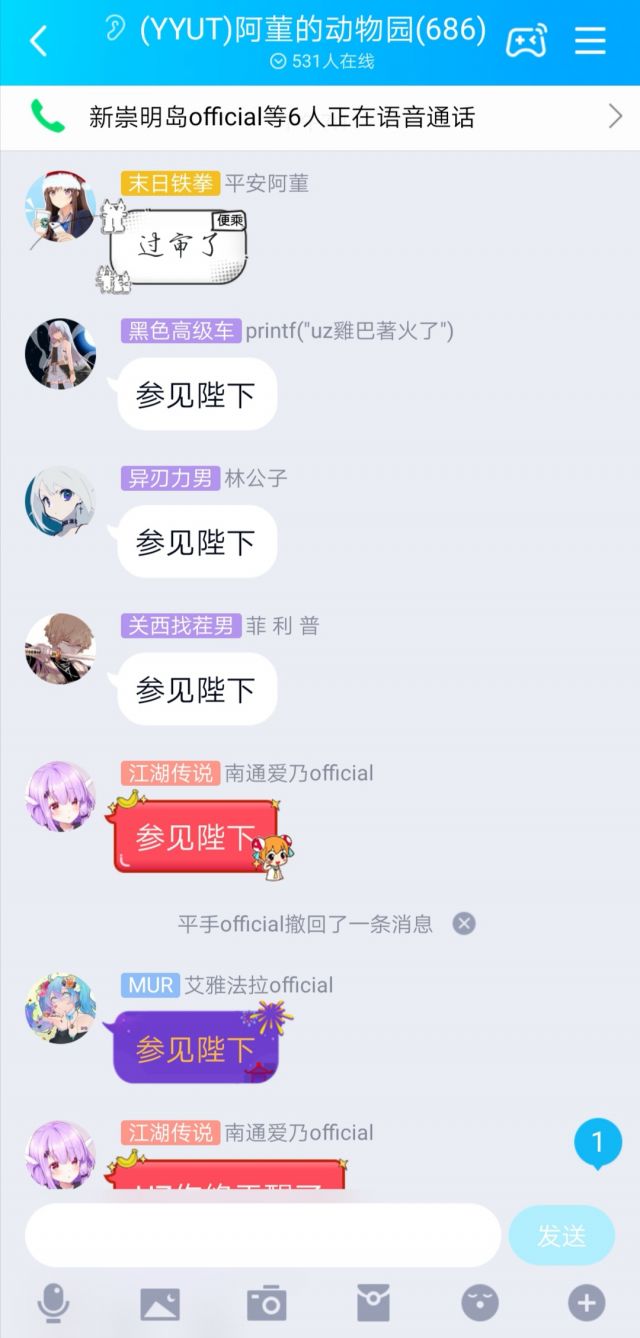 (YYUT)阿堇的动物园(686)
531人在线
新崇明岛official等6人正在语音通话
末日铁拳 平安阿堇
便乘
过审了
黑色高级车 printf("uz雞巴著火了")
参见陛下
异刃力男 林公子
参见陛下
关西找茬男 菲 利 普
参见陛下
江湖传说 南通爱乃official
参见陛下
平手official撤回了一条消息
MUR 艾雅法拉official
参见陛下
江湖传说 南通爱乃official
1
发送